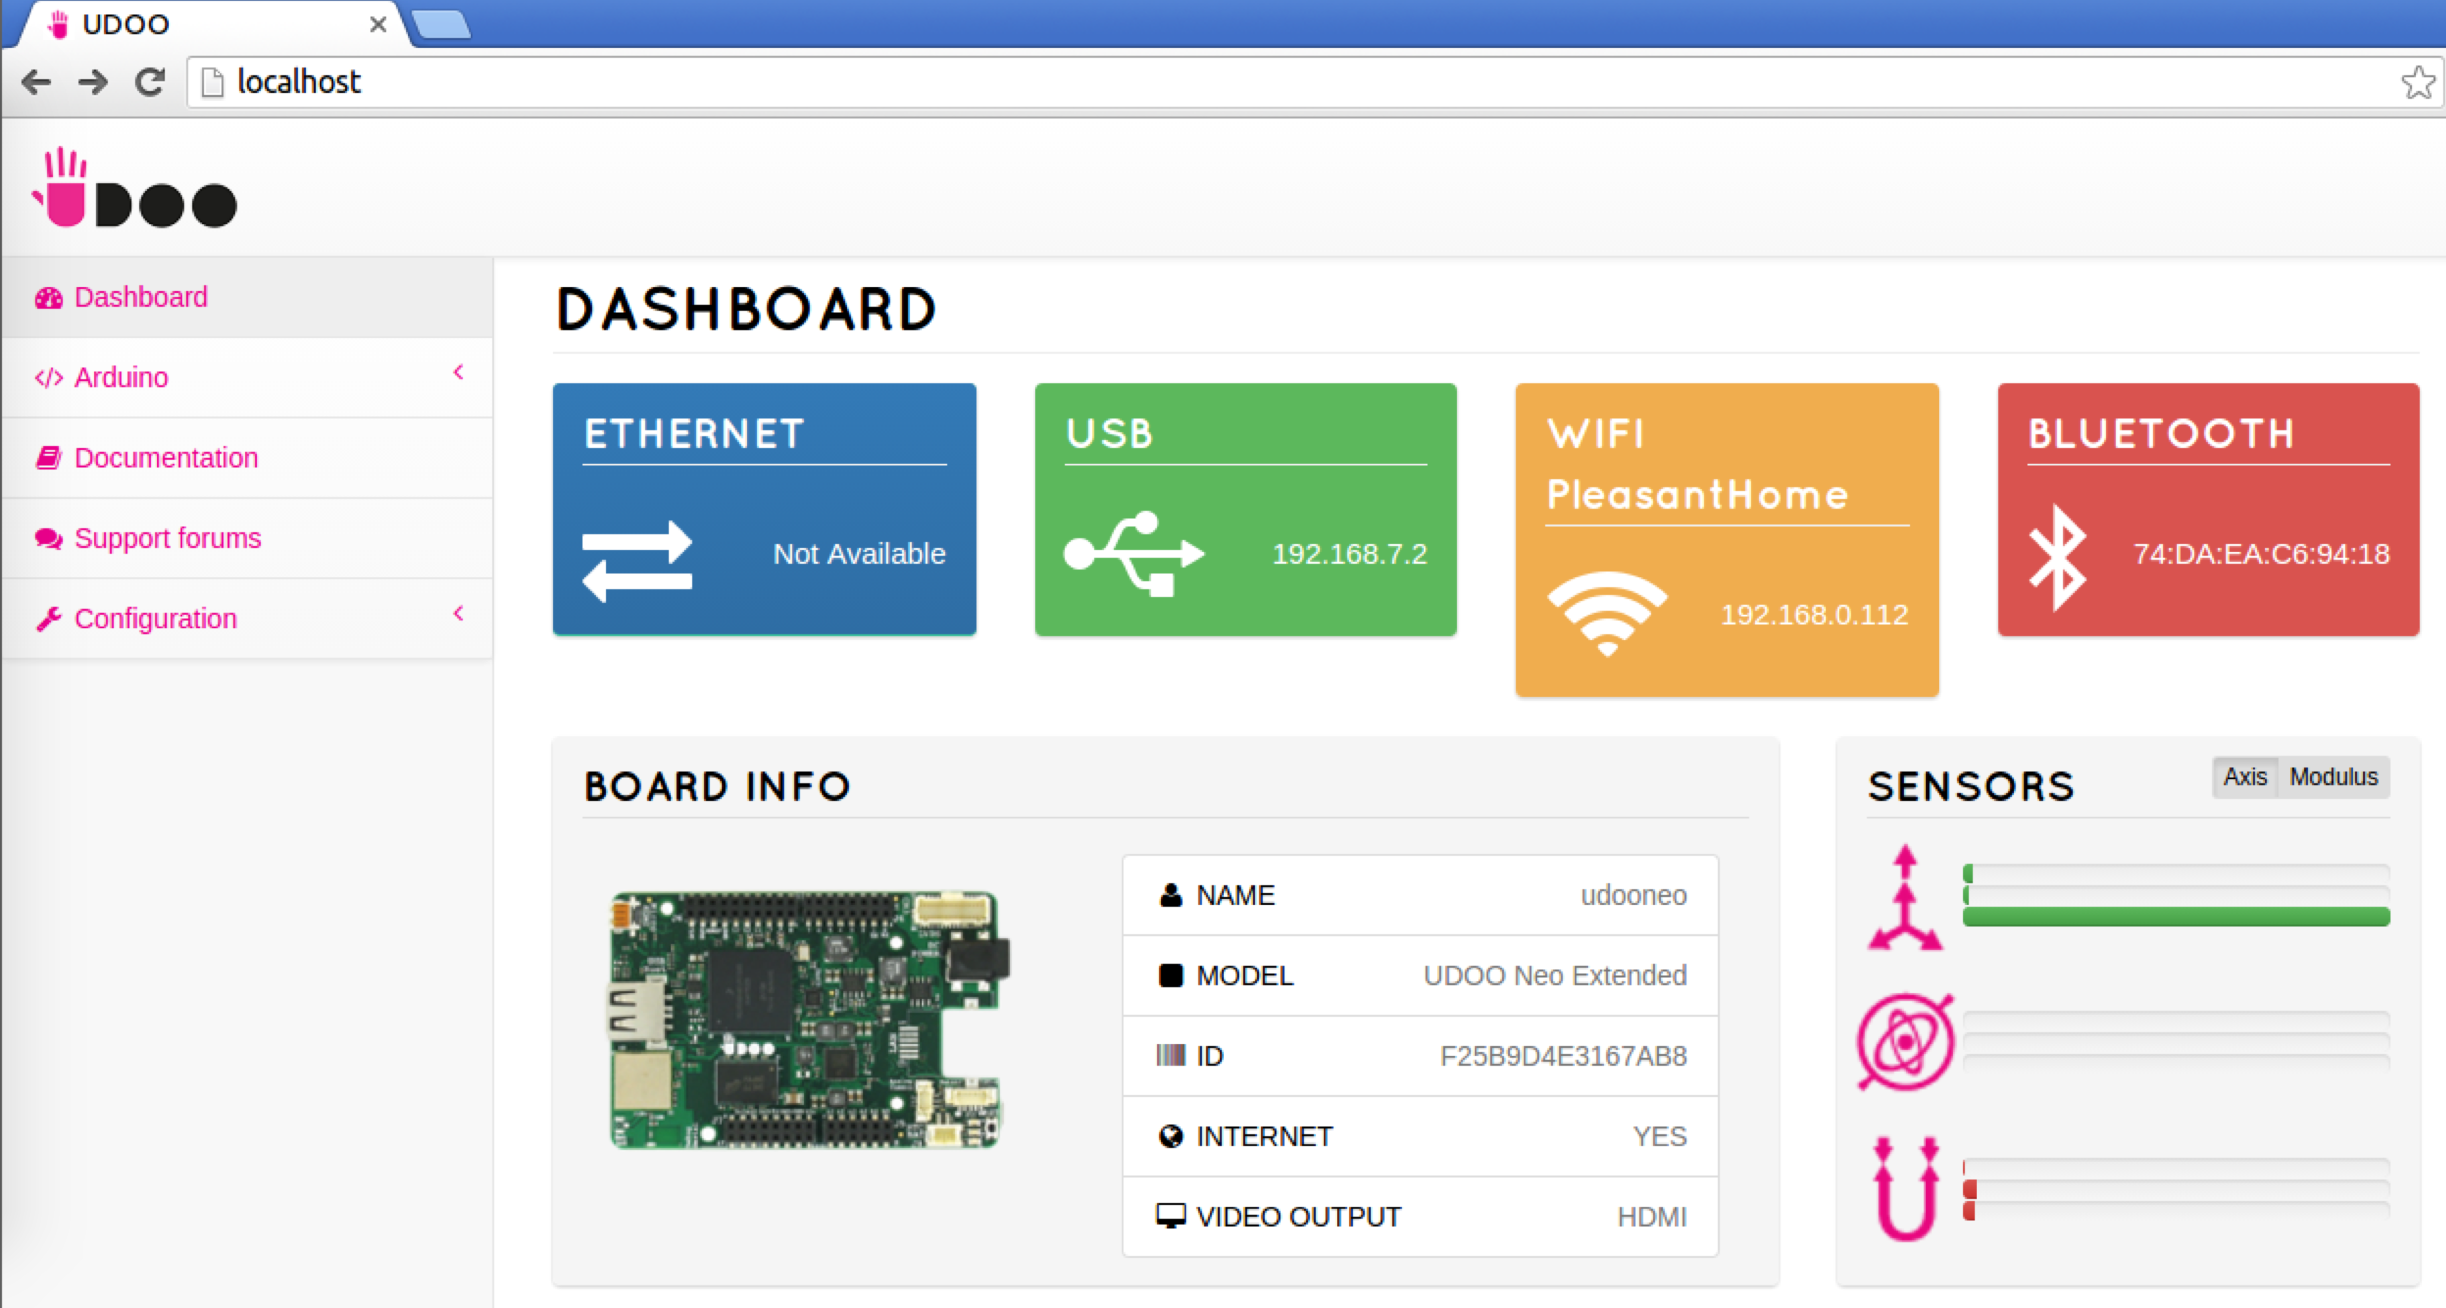 UDOO
localhost
UDOO
Dashboard
Arduino
Documentation
Support forums
Configuration
DASHBOARD
ETHERNET
Not Available
USB
192.168.7.2
WIFI
PleasantHome
192.168.0.112
BLUETOOTH
74:DA:EA:C6:94:18
BOARD INFO
NAME udooneo
MODEL UDOO Neo Extended
ID F25B9D4E3167AB8
INTERNET YES
VIDEO OUTPUT HDMI
SENSORS
Axis Modulus